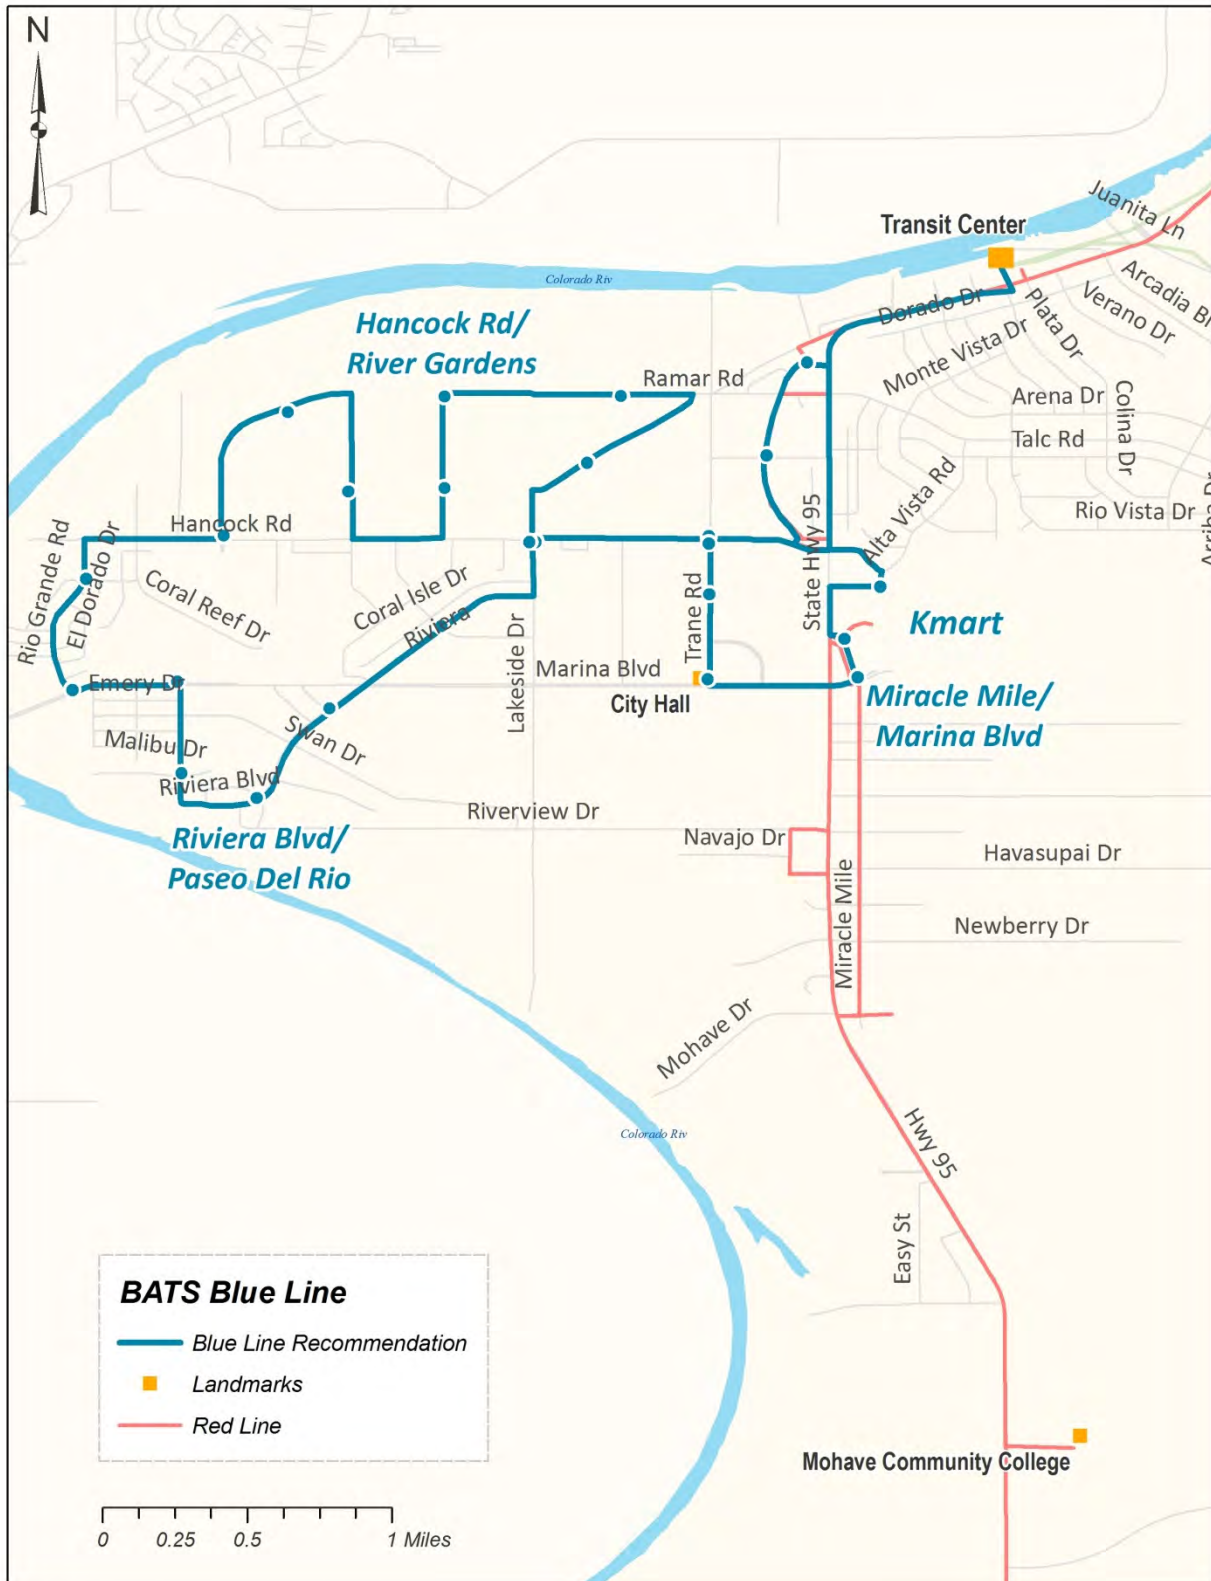 N
Juanita Ln
Transit Center
Arcadia Bl
Colorado Riv
Verano Dr
Plata Dr
Dorado Dr
Hancock Rd/
River Gardens
Monte Vista Dr
Ramar Rd
Arena Dr
Colina Dr
Talc Rd
State Hwy 95
Alta Vista Rd
Rio Vista Dr
Arriba Dr
Hancock Rd
Rio Grande Rd
El Dorado Dr
Coral Reef Dr
Coral Isle Dr
Riviera
Lakeside Dr
Trane Rd
Kmart
Marina Blvd
Emery Dr
City Hall
Miracle Mile/
Marina Blvd
Swan Dr
Malibu Dr
Riviera Blvd
Riverview Dr
Riviera Blvd/
Paseo Del Rio
Navajo Dr
Havasupai Dr
Miracle Mile
Newberry Dr
Mohave Dr
Colorado Riv
Hwy 95
Easy St
BATS Blue Line
Blue Line Recommendation
Landmarks
Red Line
Mohave Community College
0 0.25 0.5 1 Miles